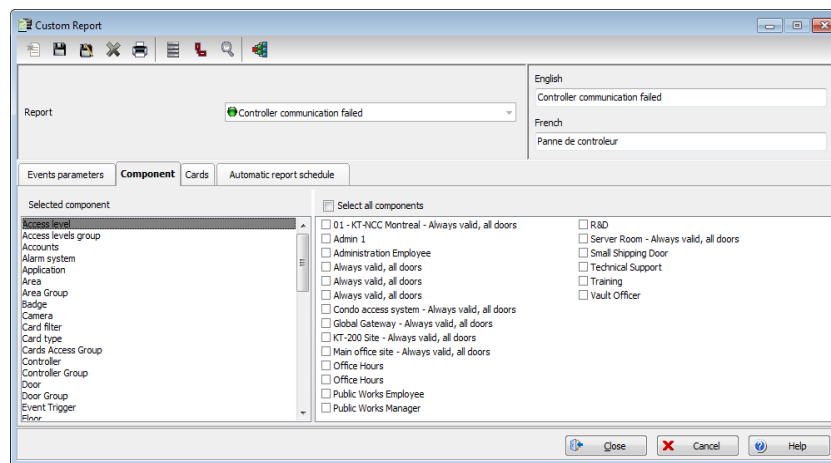 Custom Report
English
Controller communication failed
Report
Controller communication failed
French
Panne de controleur
Events parameters
Component
Cards
Automatic report schedule
Selected component
Select all components
Access level
Access levels group
Accounts
Alarm system
Application
Area
Area Group
Badge
Camera
Card filter
Card type
Cards Access Group
Controller
Controller Group
Door
Door Group
Event Trigger
Floor
01 - KT-NCC Montreal - Always valid, all doors
Admin 1
Administration Employee
Always valid, all doors
Always valid, all doors
Always valid, all doors
Condo access system - Always valid, all doors
Global Gateway - Always valid, all doors
KT-200 Site - Always valid, all doors
Main office site - Always valid, all doors
Office Hours
Office Hours
Public Works Employee
Public Works Manager
R&D
Server Room - Always valid, all doors
Small Shipping Door
Technical Support
Training
Vault Officer
Close
Cancel
Help